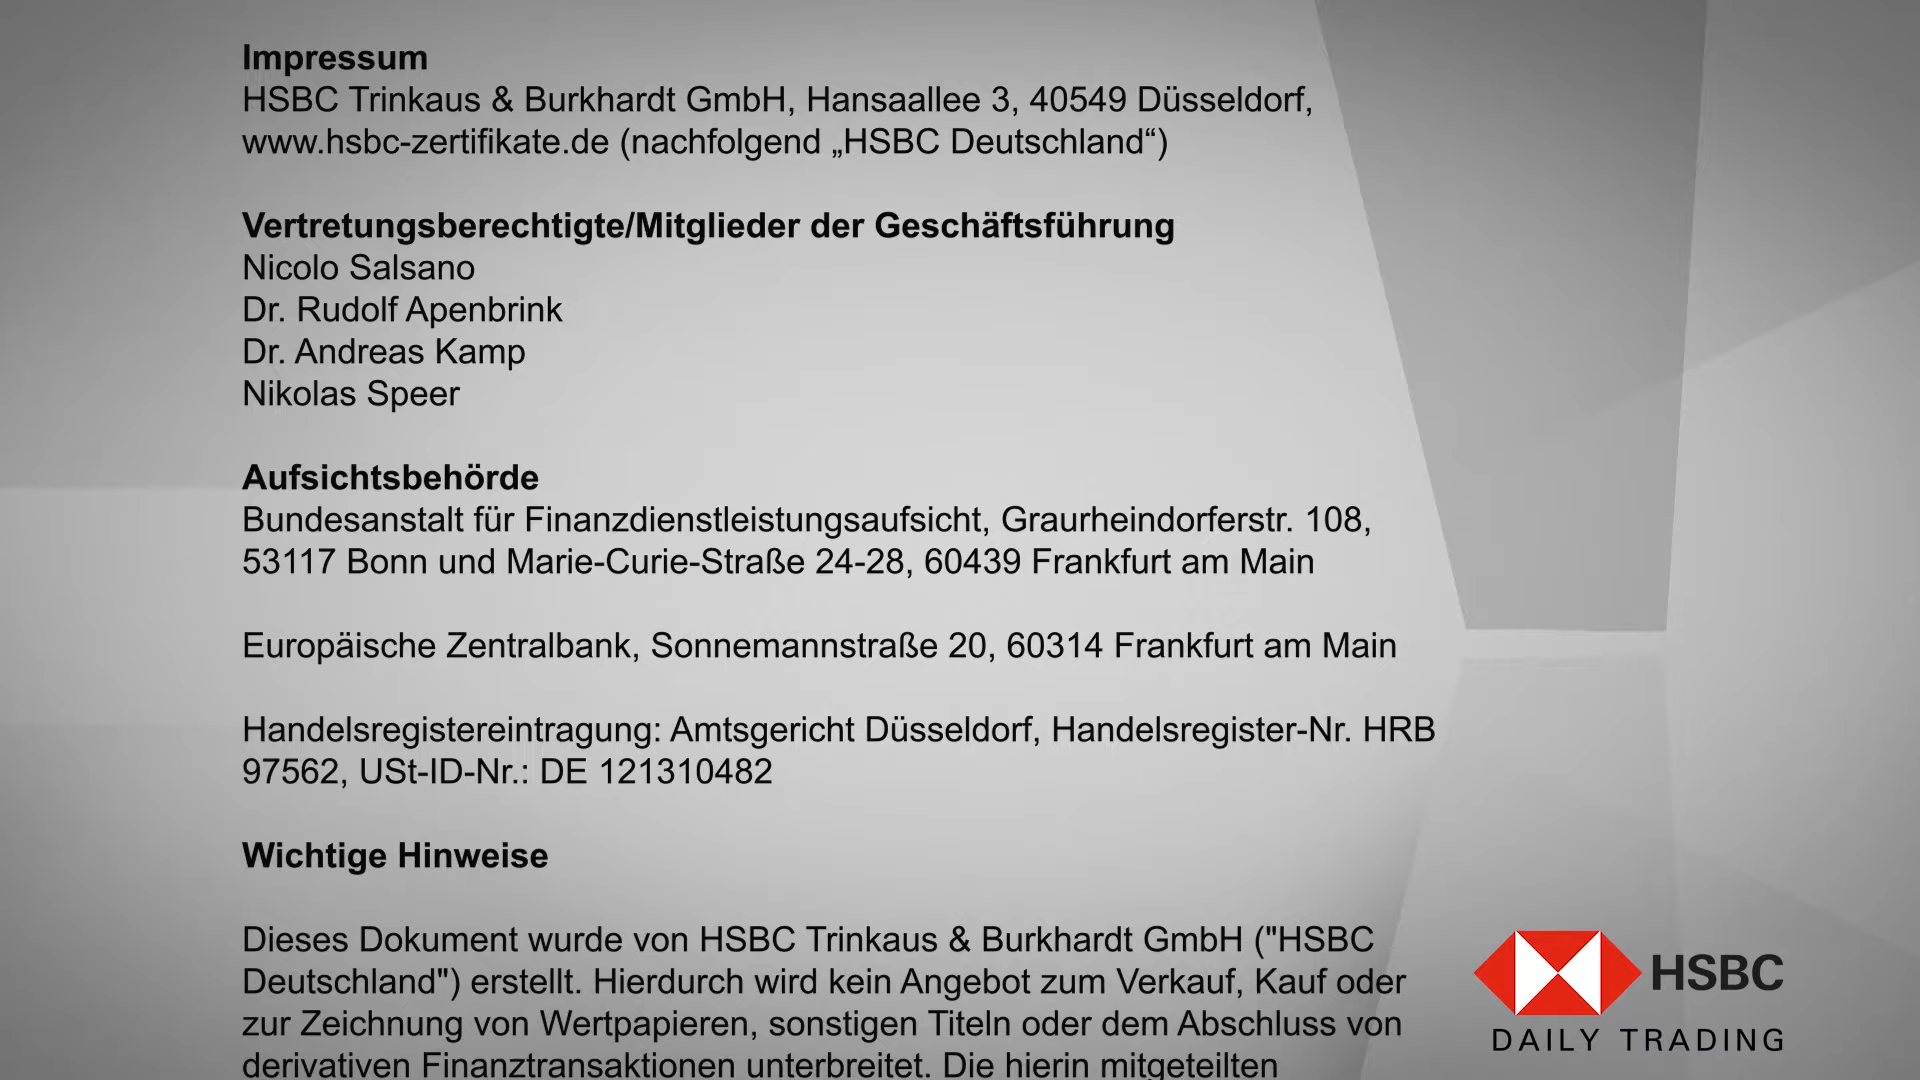 Impressum
HSBC Trinkaus & Burkhardt GmbH, Hansaallee 3, 40549 Düsseldorf,
www.hsbc-zertifikate.de (nachfolgend „HSBC Deutschland“)
Vertretungsberechtigte/Mitglieder der Geschäftsführung
Nicolo Salsano
Dr. Rudolf Apenbrink
Dr. Andreas Kamp
Nikolas Speer
Aufsichtsbehörde
Bundesanstalt für Finanzdienstleistungsaufsicht, Graurheindorferstr. 108,
53117 Bonn und Marie-Curie-Straße 24-28, 60439 Frankfurt am Main
Europäische Zentralbank, Sonnemannstraße 20, 60314 Frankfurt am Main
Handelsregistereintragung: Amtsgericht Düsseldorf, Handelsregister-Nr. HRB
97562, USt-ID-Nr.: DE 121310482
Wichtige Hinweise
Dieses Dokument wurde von HSBC Trinkaus & Burkhardt GmbH ("HSBC
Deutschland") erstellt. Hierdurch wird kein Angebot zum Verkauf, Kauf oder
zur Zeichnung von Wertpapieren, sonstigen Titeln oder dem Abschluss von
derivativen Finanztransaktionen unterbreitet. Die hierin mitgeteilten
HSBC
DAILY TRADING